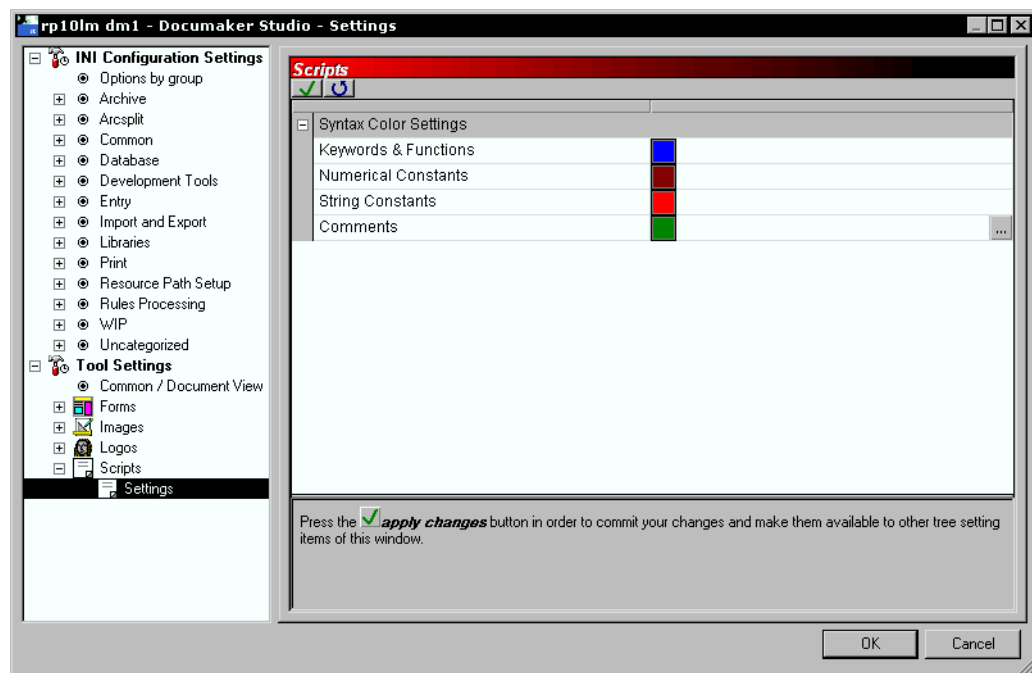 rp10lm dm1 - Documaker Studio - Settings
INI Configuration Settings
Options by group
Archive
Arcsplit
Common
Database
Development Tools
Entry
Import and Export
Libraries
Print
Resource Path Setup
Rules Processing
WIP
Uncategorized
Tool Settings
Common / Document View
Forms
Images
Logos
Scripts
Settings
Scripts
Syntax Color Settings
Keywords & Functions
Numerical Constants
String Constants
Comments
...
Press the apply changes button in order to commit your changes and make them available to other tree setting
items of this window.
OK
Cancel